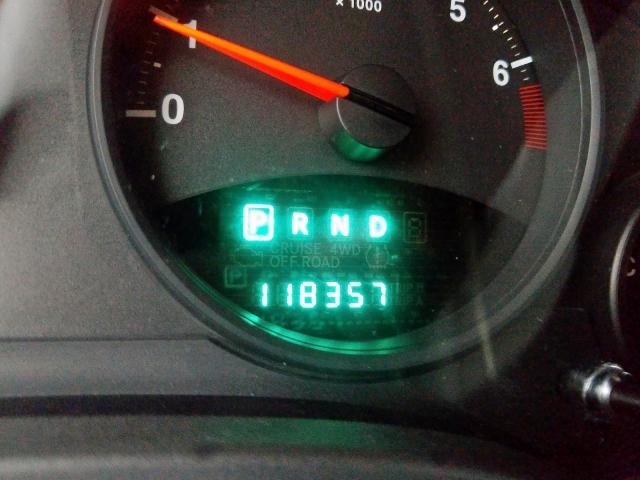 × 1000
5
6
1
0
P R N D
CRUISE 4WD
OFF ROAD
P
118357